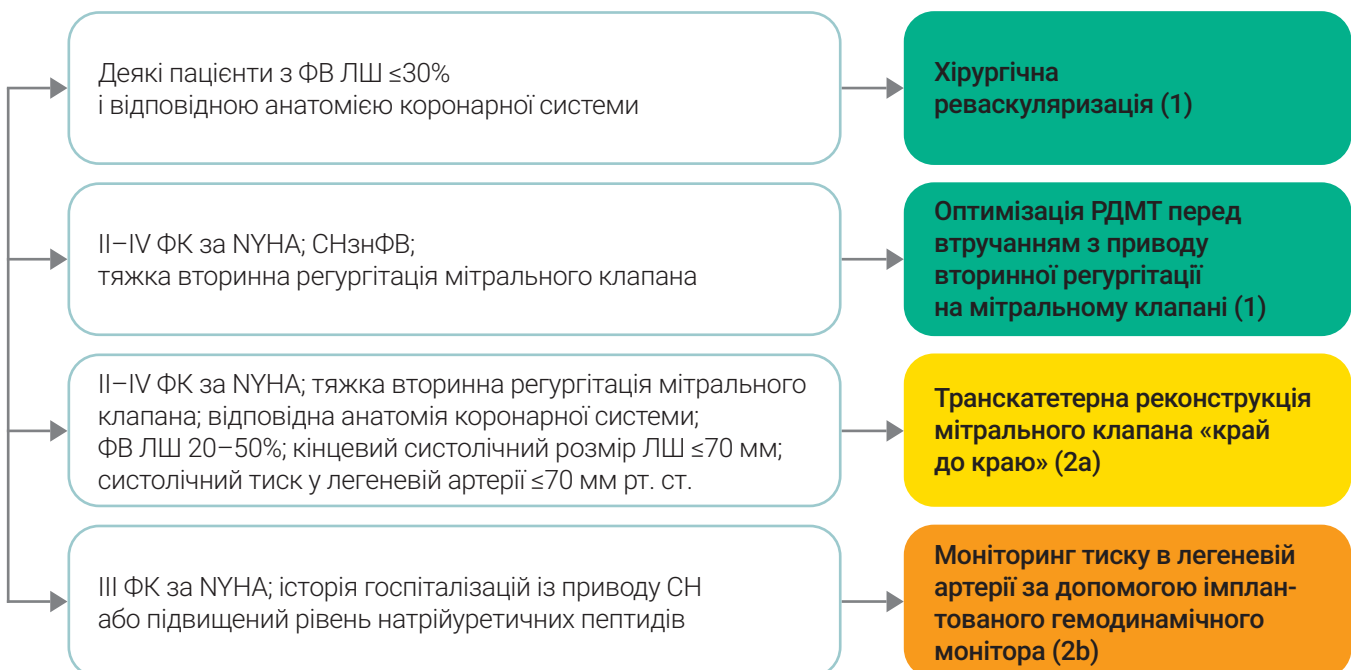 Деякі пацієнти з ФВ ЛШ ≤30%
і відповідною анатомією коронарної системи
Хірургічна
реваскуляризація (1)
II–IV ФК за NYHA; СНзнФВ;
тяжка вторинна регургітація мітрального клапана
Оптимізація РДМТ перед
втручанням з приводу
вторинної регургітації
на мітральному клапані (1)
II–IV ФК за NYHA; тяжка вторинна регургітація мітрального
клапана; відповідна анатомія коронарної системи;
ФВ ЛШ 20–50%; кінцевий систолічний розмір ЛШ ≤70 мм;
систолічний тиск у легеневій артерії ≤70 мм рт. ст.
Транскатетерна реконструкція
мітрального клапана «край
до краю» (2a)
III ФК за NYHA; історія госпіталізацій із приводу СН
або підвищений рівень натрійуретичних пептидів
Моніторинг тиску в легеневій
артерії за допомогою імплан-
тованого гемодинамічного
монітора (2b)